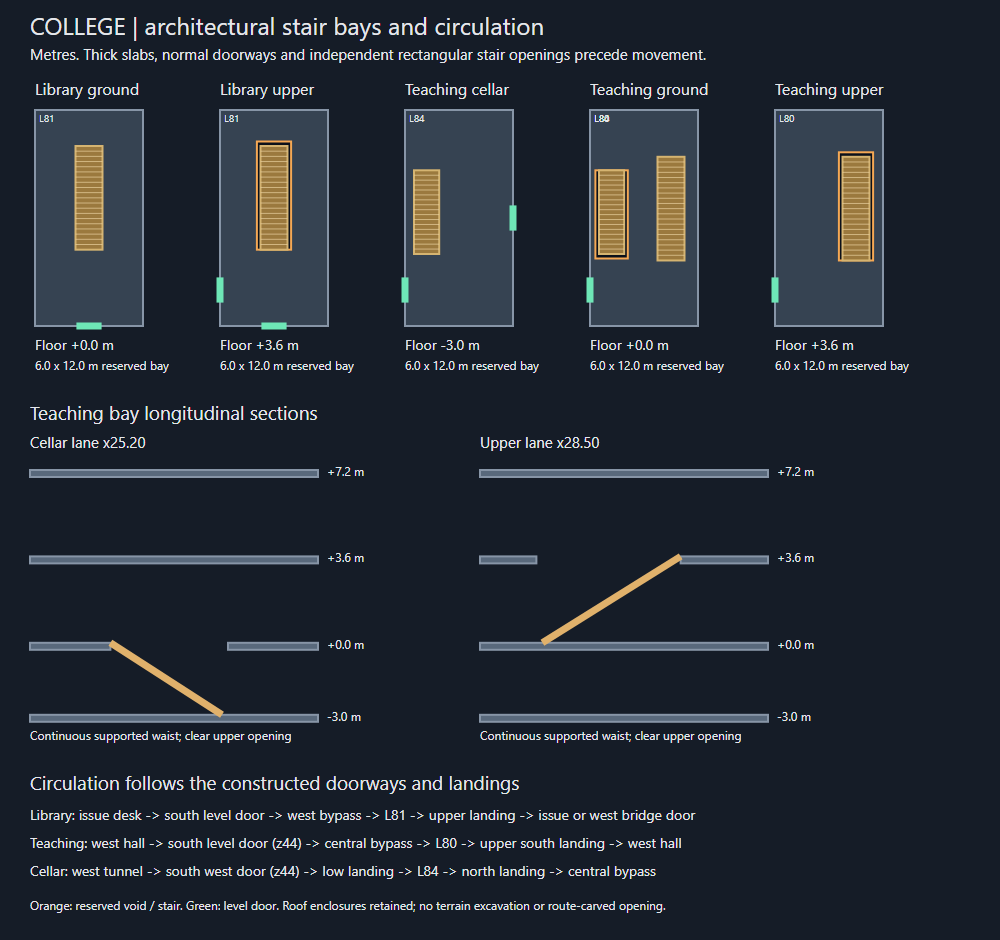 COLLEGE | architectural stair bays and circulation
Metres. Thick slabs, normal doorways and independent rectangular stair openings precede movement.
Library ground
Library upper
Teaching cellar
Teaching ground
Teaching upper
L81
L81
L84
L80
Floor +0.0 m
Floor +3.6 m
Floor -3.0 m
Floor +0.0 m
Floor +3.6 m
6.0 x 12.0 m reserved bay
6.0 x 12.0 m reserved bay
6.0 x 12.0 m reserved bay
6.0 x 12.0 m reserved bay
6.0 x 12.0 m reserved bay
Teaching bay longitudinal sections
Cellar lane x25.20
+7.2 m
+3.6 m
+0.0 m
-3.0 m
Continuous supported waist; clear upper opening
Upper lane x28.50
+7.2 m
+3.6 m
+0.0 m
-3.0 m
Continuous supported waist; clear upper opening
Circulation follows the constructed doorways and landings
Library: issue desk -> south level door -> west bypass -> L81 -> upper landing -> issue or west bridge door
Teaching: west hall -> south level door (z44) -> central bypass -> L80 -> upper south landing -> west hall
Cellar: west tunnel -> south west door (z44) -> low landing -> L84 -> north landing -> central bypass
Orange: reserved void / stair. Green: level door. Roof enclosures retained; no terrain excavation or route-carved opening.